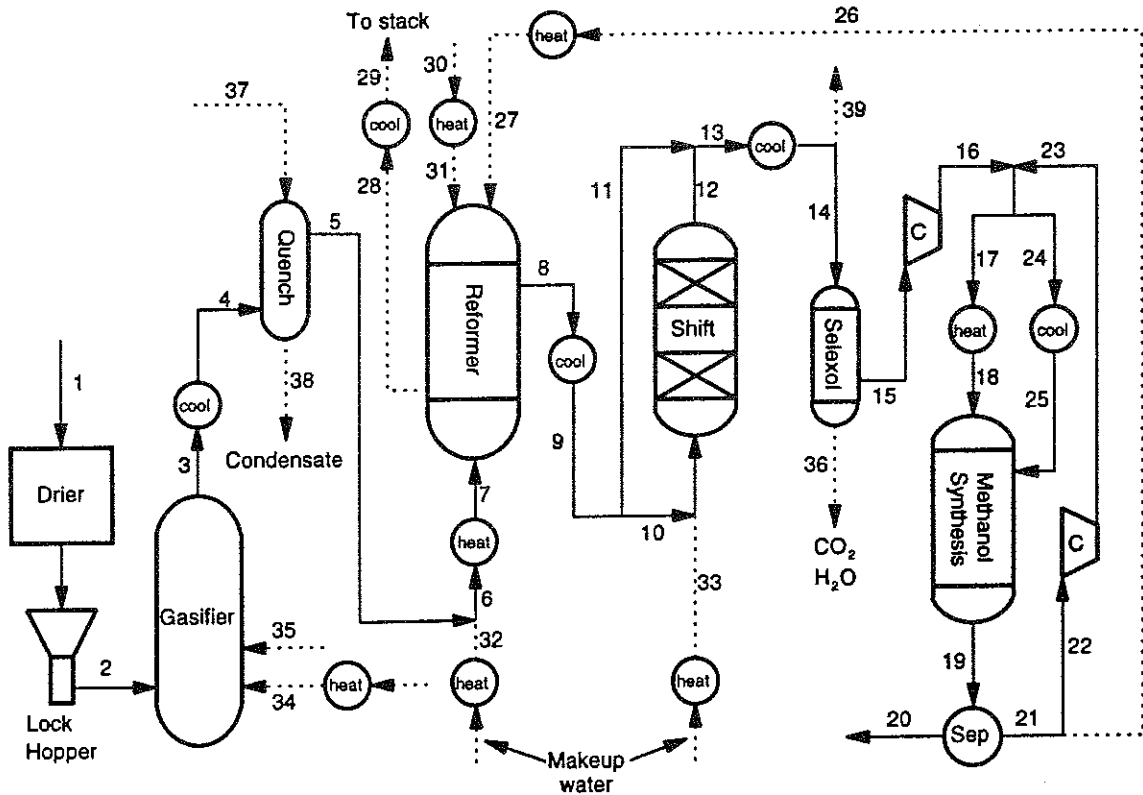 To stack
26
heat
30
29
37
39
cool
heat
27
13
cool
16
23
31
11
28
12
5
14
C
Quench
8
17
24
4
Reformer
Shift
Selexol
heat
cool
1
cool
cool
15
18
25
38
9
36
3
Condensate
Methanol
Synthesis
Drier
7
10
CO₂
C
heat
H₂O
33
6
Gasifier
35
32
22
2
19
34
heat
heat
heat
Lock
Hopper
20
Sep
21
Makeup
water